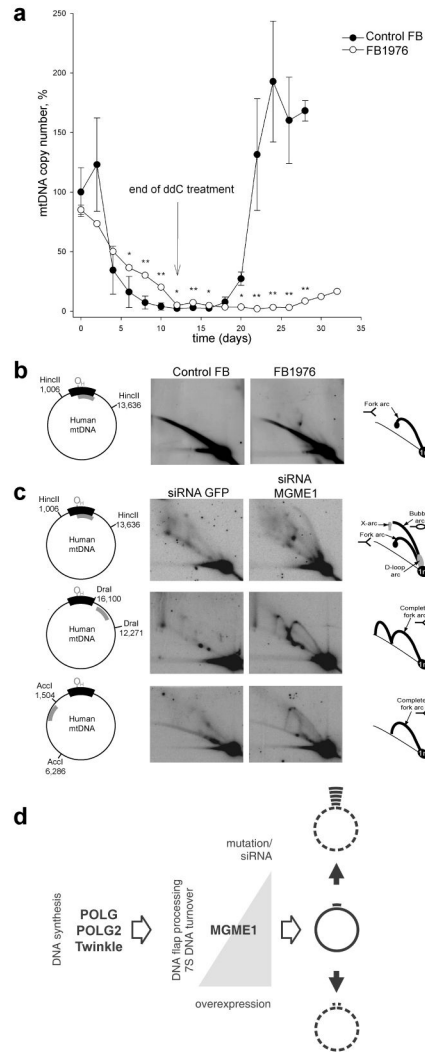 a
Control FB
FB1976
mtDNA copy number, %
250
200
150
100
50
0
end of ddC treatment
* ** ** * ** * * ** ** ** **
0 5 10 15 20 25 30 35
time (days)
b
Control FB FB1976
HincII
1,006
HincII
13,636
Human
mtDNA
Fork arc
c
siRNA GFP
siRNA
MGME1
HincII
1,006
HincII
13,636
Human
mtDNA
X-arc
Fork arc
D-loop
arc
DraI
16,100
DraI
12,271
Human
mtDNA
fork arc
AccI
1,504
AccI
6,286
Human
mtDNA
fork arc
d
DNA synthesis
POLG
POLG2
Twinkle
DNA flap processing
7S DNA turnover
mutation/
siRNA
MGME1
overexpression